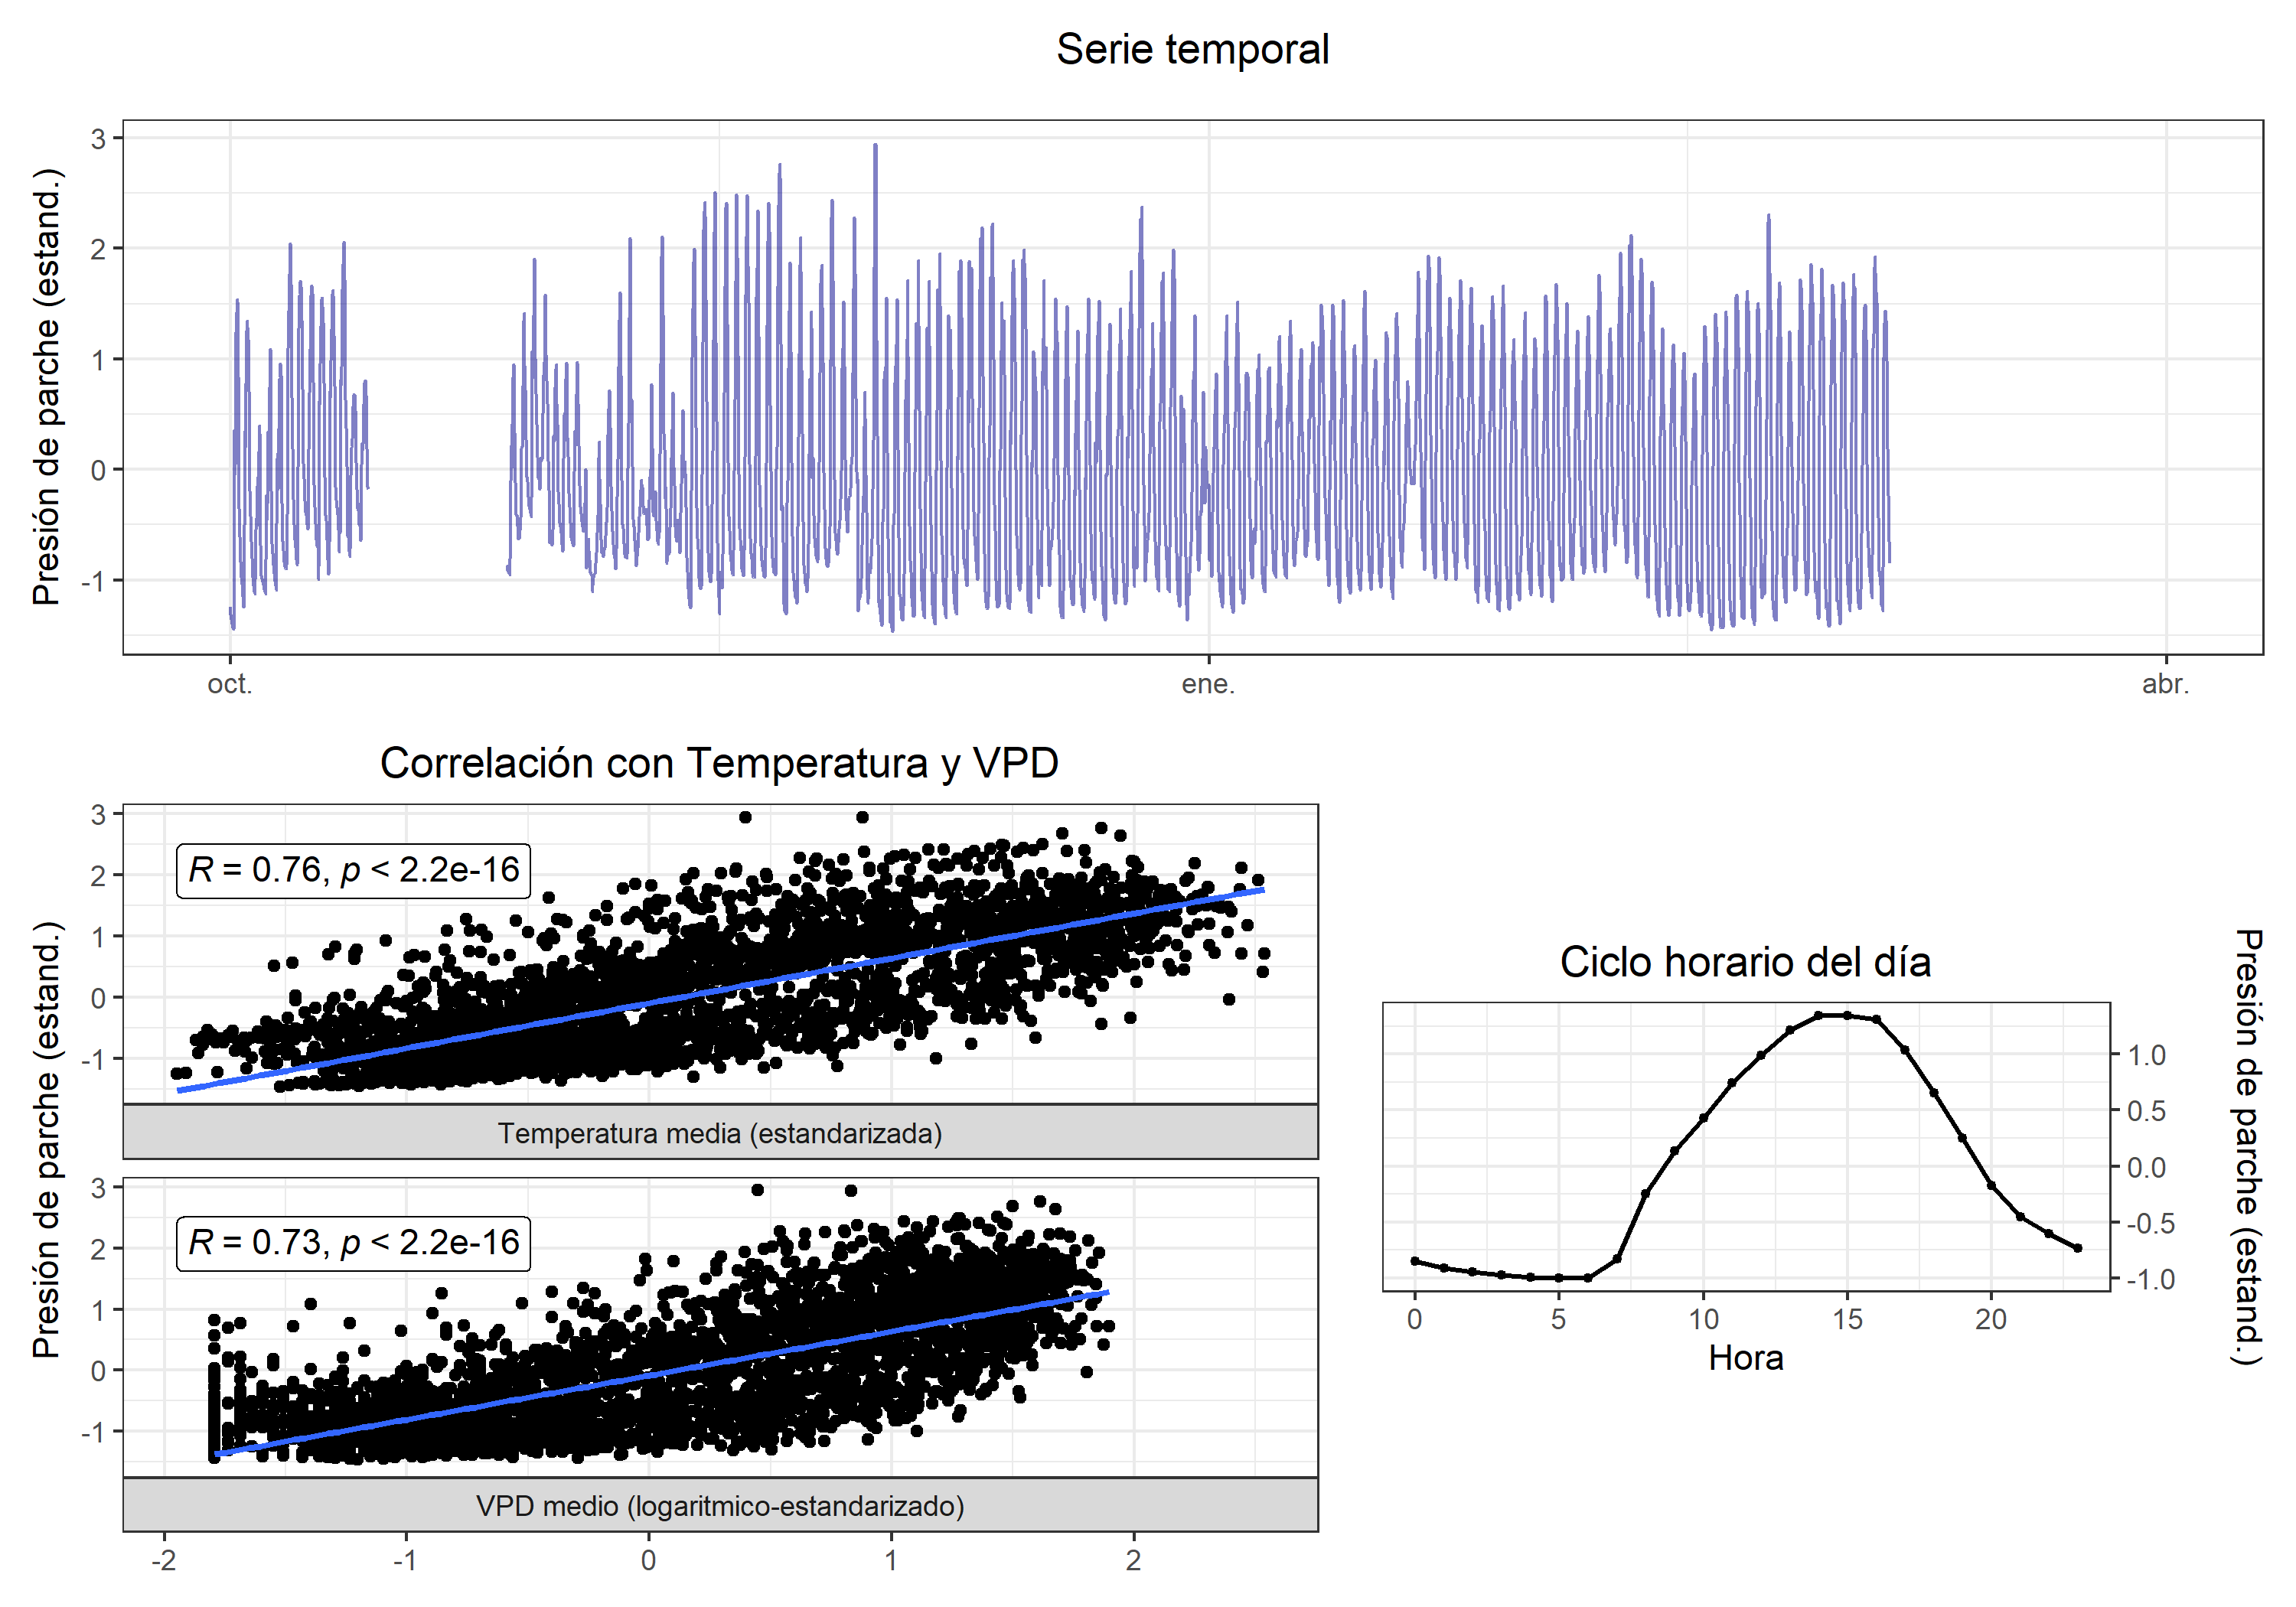 Serie temporal
Presión de parche (estand.)
3
2
1
0
-1
oct.
ene.
abr.
Correlación con Temperatura y VPD
Presión de parche (estand.)
3
2
1
0
-1
R = 0.76, p < 2.2e-16
Temperatura media (estandarizada)
3
2
1
0
-1
R = 0.73, p < 2.2e-16
VPD medio (logaritmico-estandarizado)
-2
-1
0
1
2
Ciclo horario del día
1.0
0.5
0.0
-0.5
-1.0
Presión de parche (estand.)
0
5
10
15
20
Hora